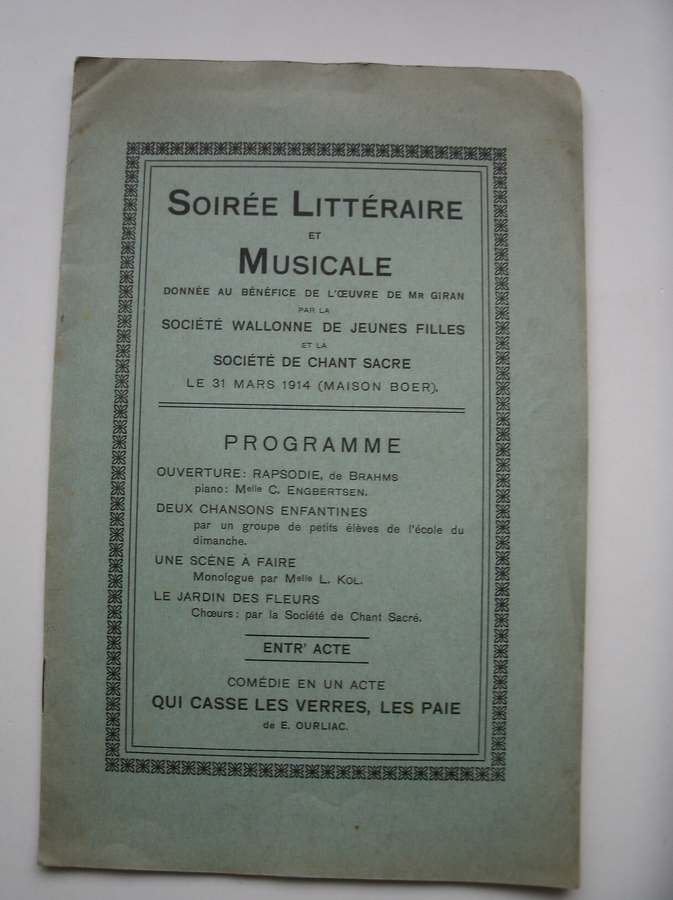 SOIRÉE LITTÉRAIRE
ET
MUSICALE
DONNÉE AU BÉNÉFICE DE L'ŒUVRE DE MR GIRAN
PAR LA
SOCIÉTÉ WALLONNE DE JEUNES FILLES
ET LA
SOCIÉTÉ DE CHANT SACRE
LE 31 MARS 1914 (MAISON BOER).
PROGRAMME
OUVERTURE: RAPSODIE, de BRAHMS
piano: Melle C. ENGBERTSEN.
DEUX CHANSONS ENFANTINES
par un groupe de petits élèves de l'école du
dimanche.
UNE SCÈNE À FAIRE
Monologue par Melle L. KOL.
LE JARDIN DES FLEURS
Chœurs: par la Société de Chant Sacré.
ENTR' ACTE
COMÉDIE EN UN ACTE
QUI CASSE LES VERRES, LES PAIE
de E. OURLIAC.